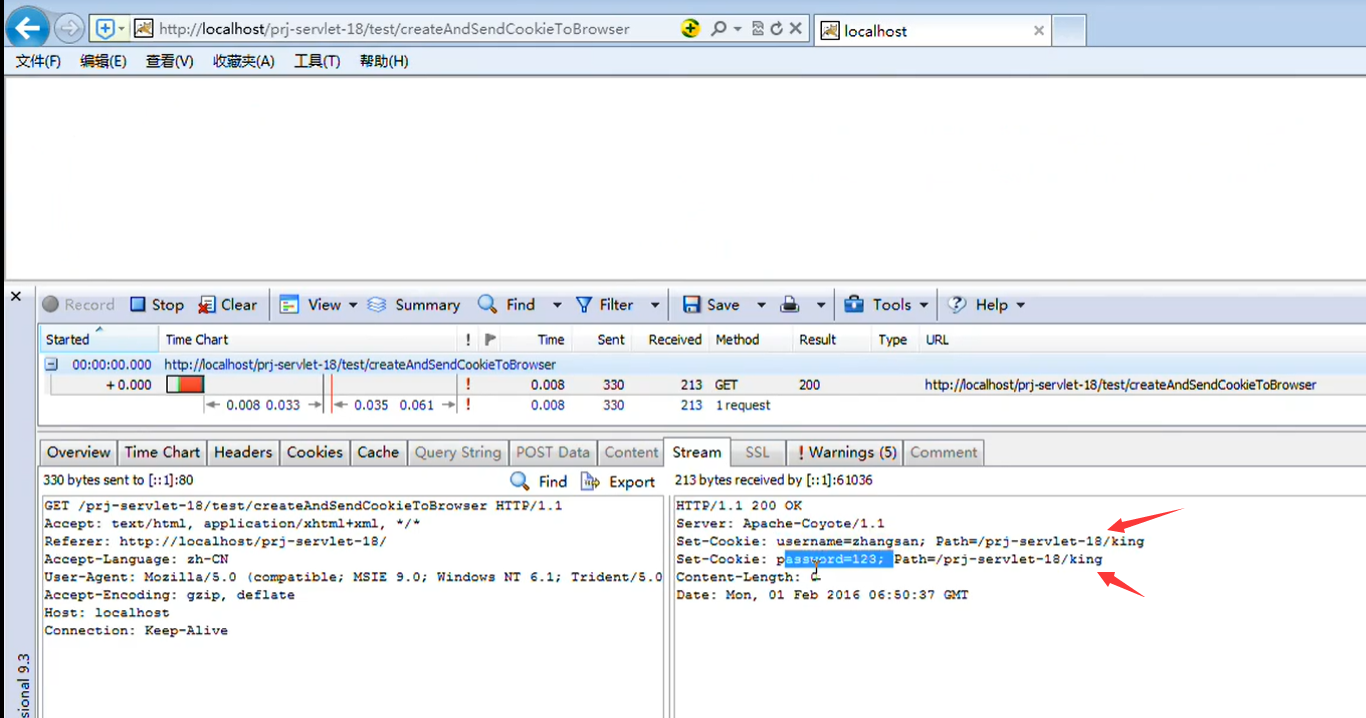 http://localhost/prj-servlet-18/test/createAndSendCookieToBrowser
localhost
文件(F) 编辑(E) 查看(V) 收藏夹(A) 工具(T) 帮助(H)
Record Stop Clear View Summary Find Filter Save Tools Help
Started Time Chart ! Time Sent Received Method Result Type URL
00:00:00.000 http://localhost/prj-servlet-18/test/createAndSendCookieToBrowser
+ 0.000 ! 0.008 330 213 GET 200 http://localhost/prj-servlet-18/test/createAndSendCookieToBrowser
0.008 0.033 0.035 0.061 ! 0.008 330 213 1 request
Overview Time Chart Headers Cookies Cache Query String POST Data Content Stream SSL ! Warnings (5) Comment
330 bytes sent to [::1]:80 Find Export 213 bytes received by [::1]:61036
GET /prj-servlet-18/test/createAndSendCookieToBrowser HTTP/1.1
Accept: text/html, application/xhtml+xml, */*
Referer: http://localhost/prj-servlet-18/
Accept-Language: zh-CN
User-Agent: Mozilla/5.0 (compatible; MSIE 9.0; Windows NT 6.1; Trident/5.0
Accept-Encoding: gzip, deflate
Host: localhost
Connection: Keep-Alive
HTTP/1.1 200 OK
Server: Apache-Coyote/1.1
Set-Cookie: username=zhangsan; Path=/prj-servlet-18/king
Set-Cookie: password=123; Path=/prj-servlet-18/king
Content-Length: 0
Date: Mon, 01 Feb 2016 06:50:37 GMT
sional 9.3